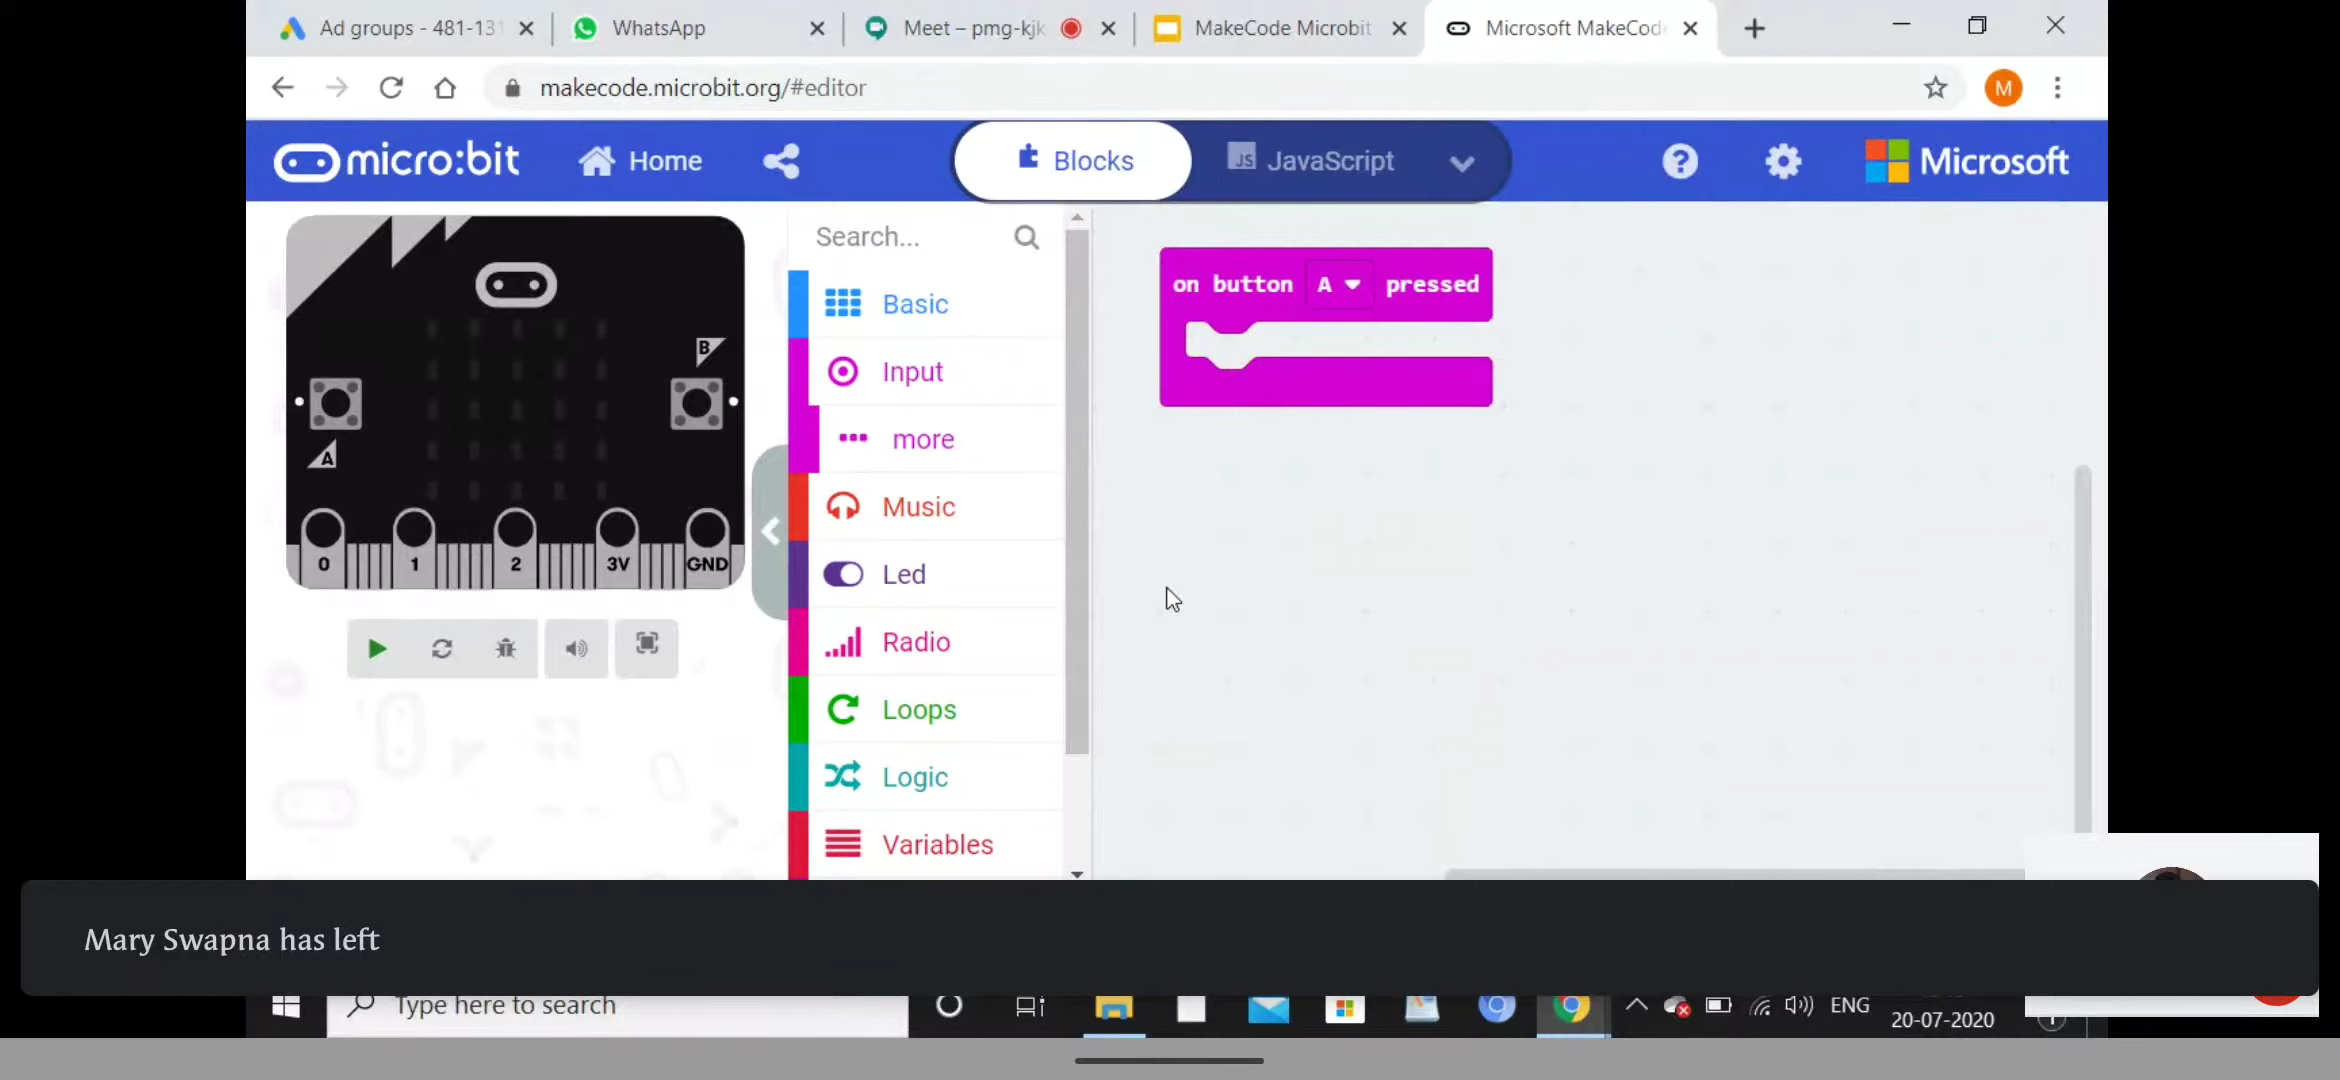 Ad groups - 481-131
WhatsApp
Meet – pmg-kjk
MakeCode Microbit
Microsoft MakeCod
makecode.microbit.org/#editor
M
micro:bit
Home
Blocks
JS JavaScript
Microsoft
Search...
Basic
Input
more
Music
Led
Radio
Loops
Logic
Variables
on button A pressed
B
A
0 1 2 3V GND
Mary Swapna has left
Type here to search
ENG
20-07-2020